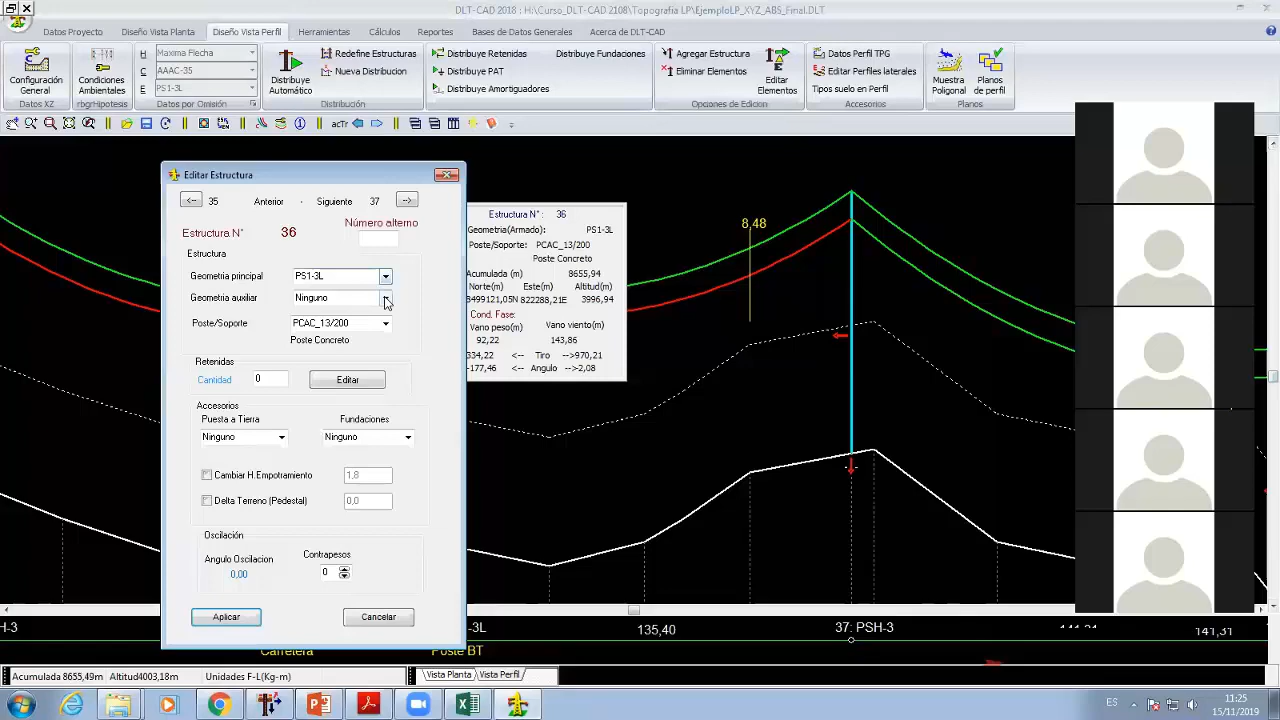 DLT-CAD 2018 : H:\Curso_DLT-CAD 2108\Topografia LP\EjemploLP_XYZ_ABS_Final.DLT
Datos Proyecto
Diseño Vista Planta
Diseño Vista Perfil
Herramientas
Cálculos
Reportes
Bases de Datos Generales
Acerca de DLT-CAD
Configuración
General
Datos XZ
Condiciones
Ambientales
rbgrHipotesis
H
Maxima Flecha
C
AAAC-35
E
PS1-3L
Datos por Omisión
Distribuye
Automático
Redefine Estructuras
Nueva Distribucion
Distribución
Distribuye Retenidas
Distribuye Fundaciones
Distribuye PAT
Distribuye Amortiguadores
Agregar Estructura
Eliminar Elementos
Editar
Elementos
Opciones de Edicion
Datos Perfil TPG
Editar Perfiles laterales
Tipos suelo en Perfil
Accesorios
Muestra
Poligonal
Planos
de perfil
Planos
acTr
Editar Estructura
<-- 35 Anterior - Siguiente 37 -->
Número alterno
Estructura N° 36
Estructura
Geometria principal PS1-3L
Geometria auxiliar Ninguno
Poste/Soporte PCAC_13/200
Poste Concreto
Retenidas
Cantidad 0 Editar
Accesorios
Puesta a Tierra Fundaciones
Ninguno Ninguno
Cambiar H.Empotramiento 1,8
Delta Terreno (Pedestal) 0,0
Oscilación
Angulo Oscilacion Contrapesos
0,00 0
Aplicar Cancelar
Estructura N° : 36
Geometria(Armado): PS1-3L
Poste/Soporte: PCAC_13/200
Poste Concreto
Acumulada (m) 8655,94
Norte(m) Este(m) Altitud(m)
8499121,05N 822288,21E 3996,94
Cond. Fase:
Vano peso(m) Vano viento(m)
92,22 143,86
334,22 <-- Tiro -->970,21
-177,46 <-- Angulo -->2,08
8,48
H-3
-3L
135,40
37: PSH-3
141,31
141,31
Carretera
Poste BT
Acumulada 8655,49m
Altitud4003,18m
Unidades F-L(Kg-m)
Vista Planta
Vista Perfil
ES
11:25
15/11/2019